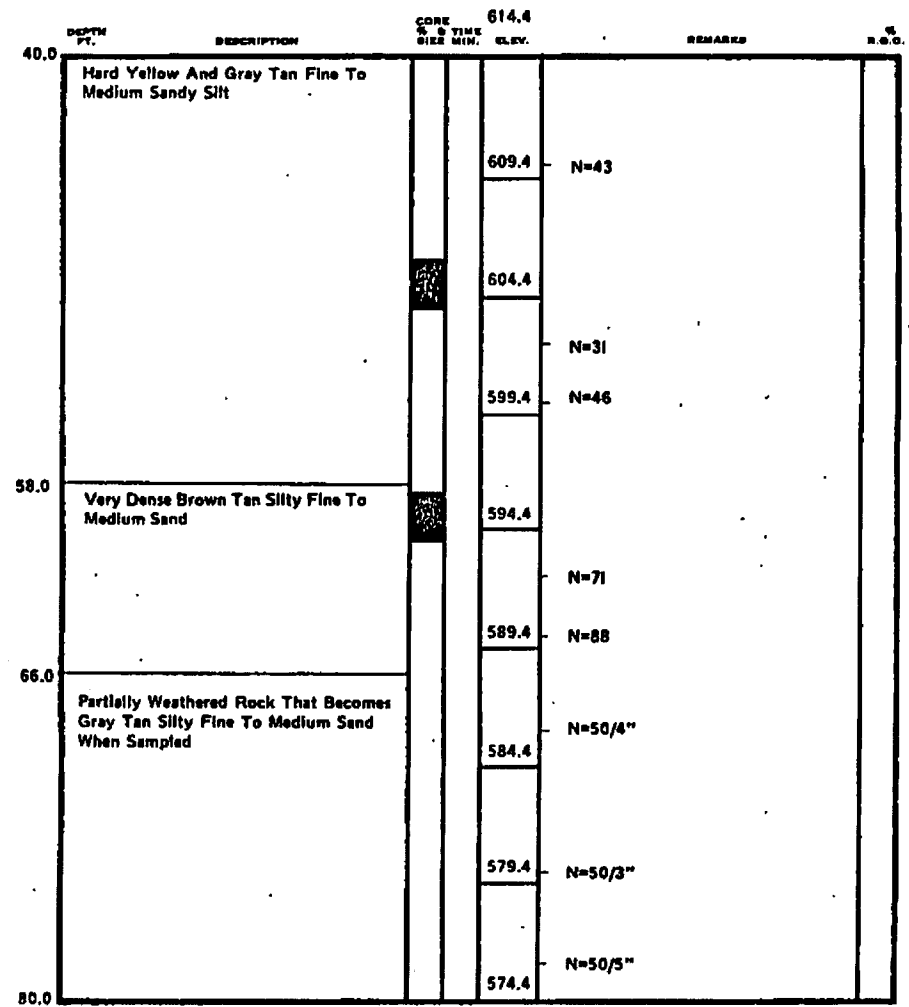 614.4
DEPTH FT.
DESCRIPTION
CORE % & SIZE
TIME MIN.
ELEV.
REMARKS
% R.Q.D.
40.0
Hard Yellow And Gray Tan Fine To
Medium Sandy Silt
609.4
N=43
604.4
N=31
599.4
N=46
58.0
Very Dense Brown Tan Silty Fine To
Medium Sand
594.4
N=71
589.4
N=88
66.0
Partially Weathered Rock That Becomes
Gray Tan Silty Fine To Medium Sand
When Sampled
N=50/4"
584.4
579.4
N=50/3"
N=50/5"
574.4
80.0